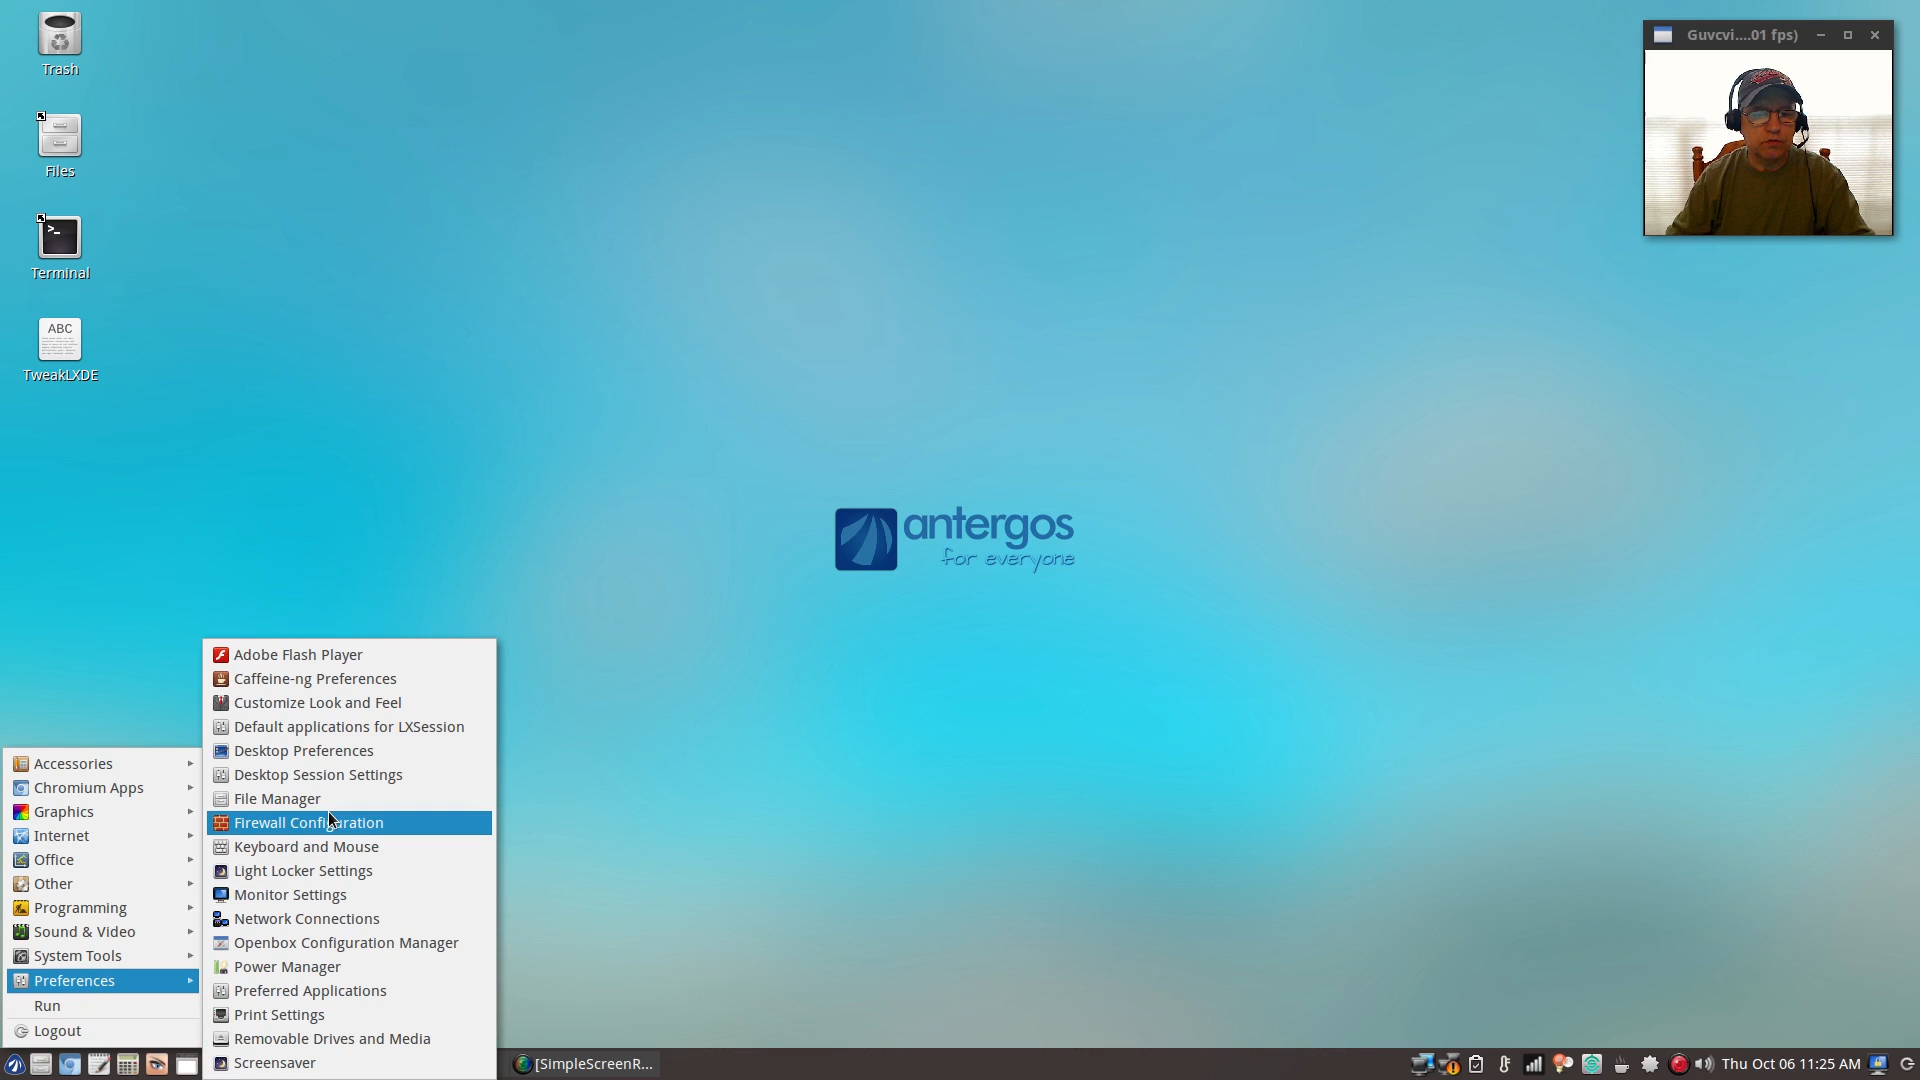 Trash
Files
Terminal
ABC
TweakLXDE
Guvcvi....01 fps)
antergos
for everyone
Adobe Flash Player
Caffeine-ng Preferences
Customize Look and Feel
Default applications for LXSession
Desktop Preferences
Desktop Session Settings
File Manager
Firewall Configuration
Keyboard and Mouse
Light Locker Settings
Monitor Settings
Network Connections
Openbox Configuration Manager
Power Manager
Preferred Applications
Print Settings
Removable Drives and Media
Screensaver
Accessories
Chromium Apps
Graphics
Internet
Office
Other
Programming
Sound & Video
System Tools
Preferences
Run
Logout
[SimpleScreenR...
Thu Oct 06 11:25 AM